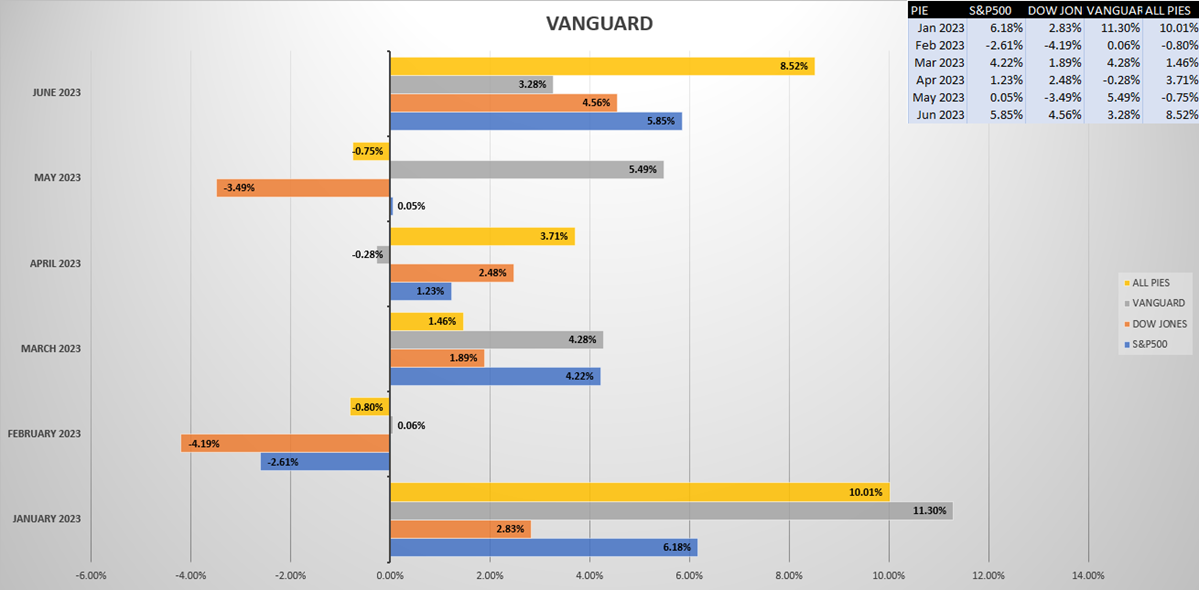 VANGUARD
PIE S&P500 DOW JON VANGUAR ALL PIES
Jan 2023 6.18% 2.83% 11.30% 10.01%
Feb 2023 -2.61% -4.19% 0.06% -0.80%
Mar 2023 4.22% 1.89% 4.28% 1.46%
Apr 2023 1.23% 2.48% -0.28% 3.71%
May 2023 0.05% -3.49% 5.49% -0.75%
Jun 2023 5.85% 4.56% 3.28% 8.52%
JUNE 2023
8.52%
3.28%
4.56%
5.85%
MAY 2023
-0.75%
5.49%
-3.49%
0.05%
APRIL 2023
3.71%
-0.28%
2.48%
1.23%
MARCH 2023
1.46%
4.28%
1.89%
4.22%
FEBRUARY 2023
-0.80%
0.06%
-4.19%
-2.61%
JANUARY 2023
10.01%
11.30%
2.83%
6.18%
ALL PIES
VANGUARD
DOW JONES
S&P500
-6.00% -4.00% -2.00% 0.00% 2.00% 4.00% 6.00% 8.00% 10.00% 12.00% 14.00%